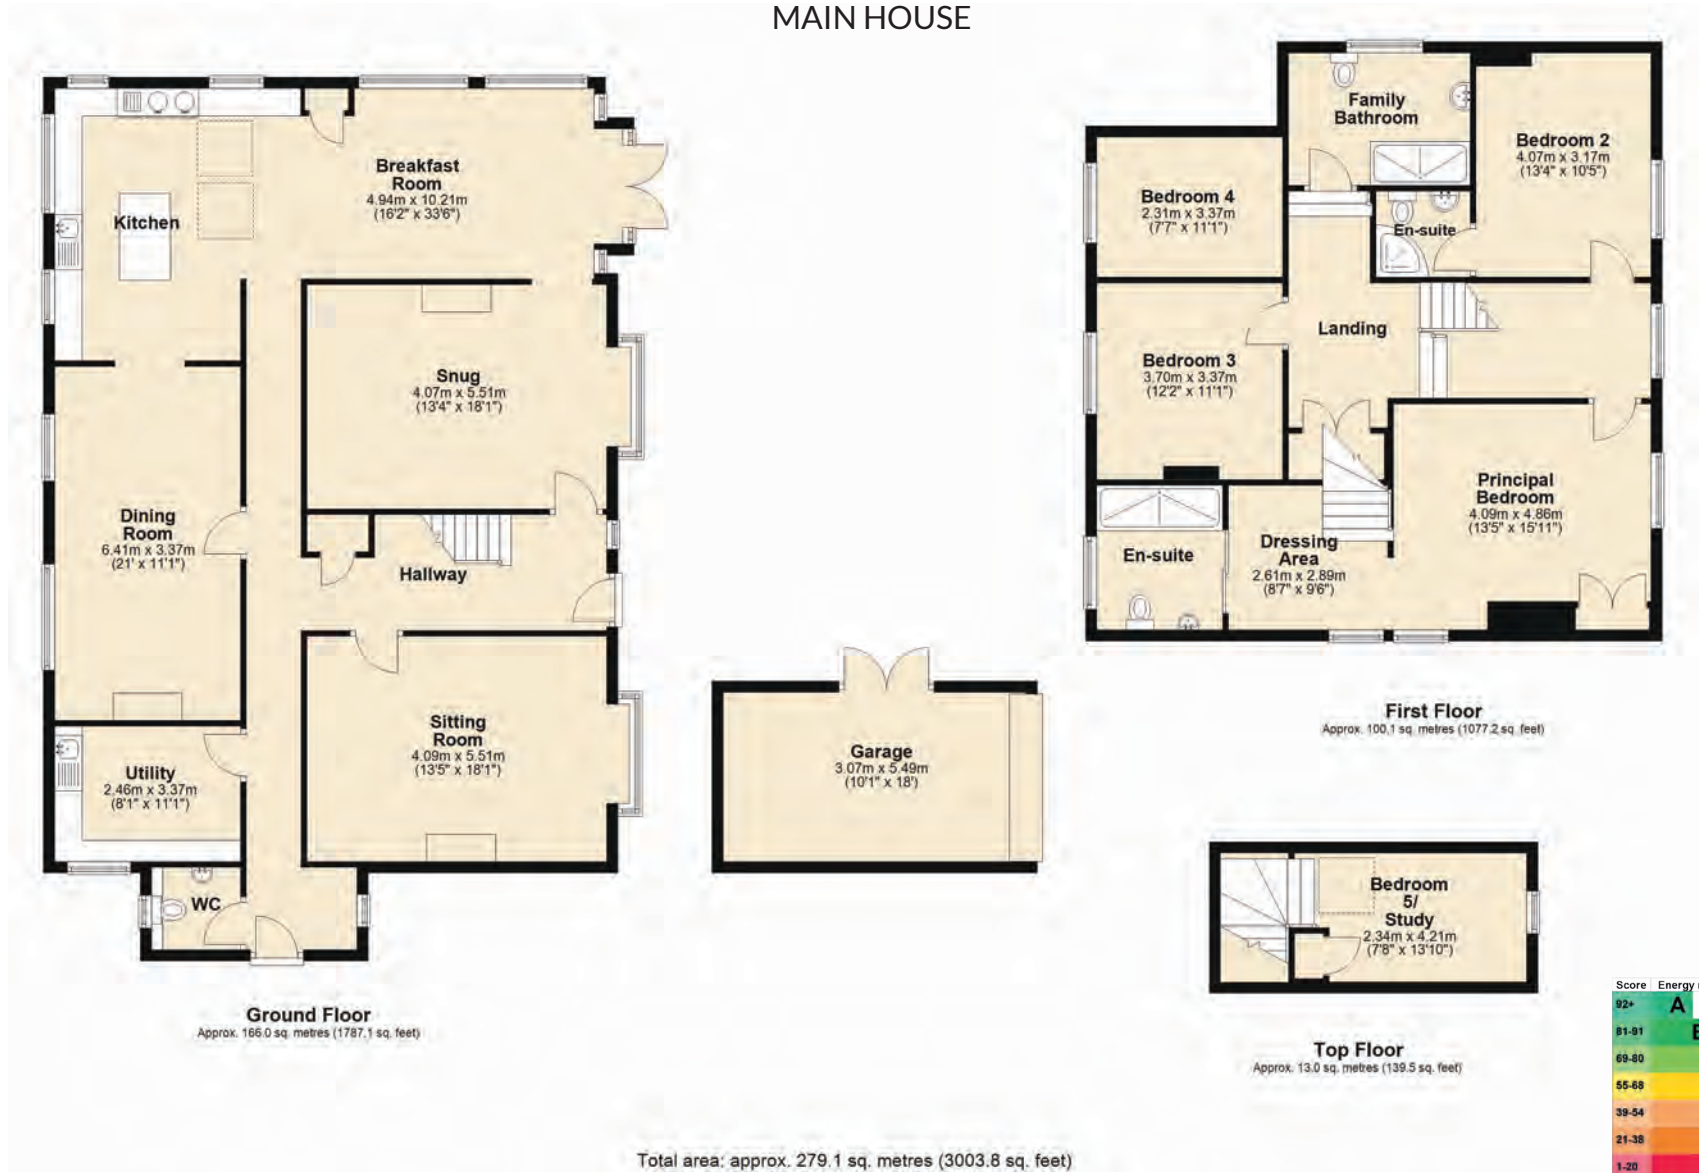 MAIN HOUSE
Breakfast
Room
4.94m x 10.21m
(16'2" x 33'6")
Kitchen
Snug
4.07m x 5.51m
(13'4" x 18'1")
Dining
Room
6.41m x 3.37m
(21' x 11'1")
Hallway
Sitting
Room
4.09m x 5.51m
(13'5" x 18'1")
Utility
2.46m x 3.37m
(8'1" x 11'1")
WC
Ground Floor
Approx. 166.0 sq. metres (1787.1 sq. feet)
Garage
3.07m x 5.49m
(10'1" x 18')
Family
Bathroom
Bedroom 2
4.07m x 3.17m
(13'4" x 10'5")
Bedroom 4
2.31m x 3.37m
(7'7" x 11'1")
En-suite
Landing
Bedroom 3
3.70m x 3.37m
(12'2" x 11'1")
Principal
Bedroom
4.09m x 4.86m
(13'5" x 15'11")
En-suite
Dressing
Area
2.61m x 2.89m
(8'7" x 9'6")
First Floor
Approx. 100.1 sq. metres (1077.2 sq. feet)
Bedroom
5/
Study
2.34m x 4.21m
(7'8" x 13'10")
Top Floor
Approx. 13.0 sq. metres (139.5 sq. feet)
Score Energy
92+ A
81-91
69-80
55-68
39-54
21-38
1-20
Total area: approx. 279.1 sq. metres (3003.8 sq. feet)